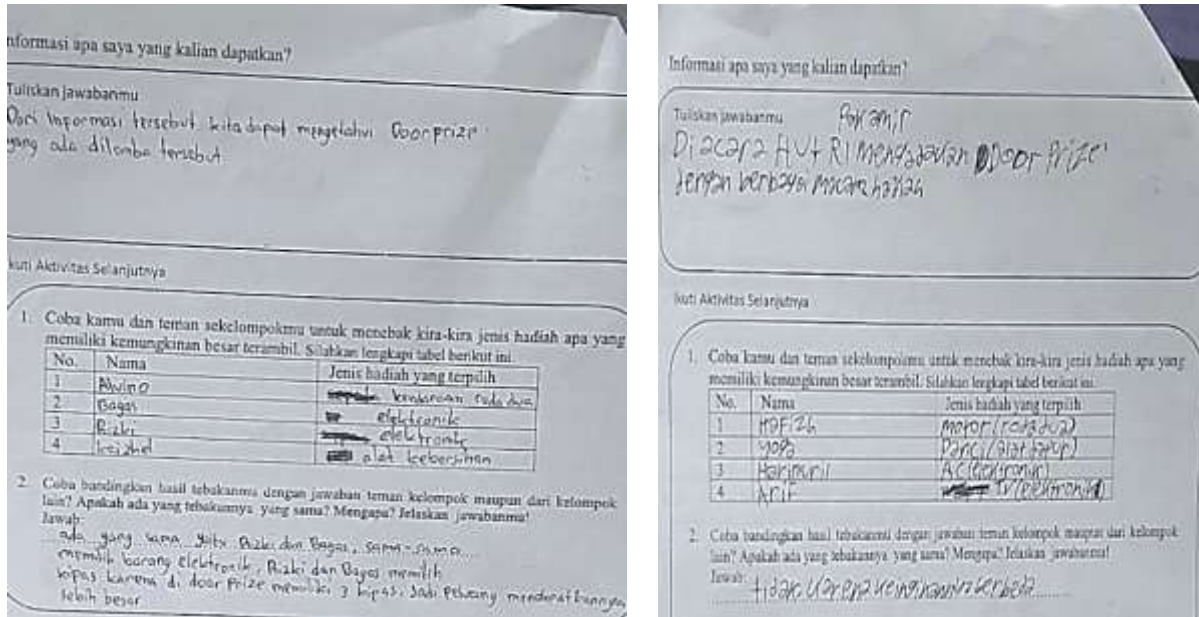 nformasi apa saya yang kalian dapatkan?
Tuliskan Jawabanmu
Dari Informasi tersebut kita dapat mengetahui Doorprize
yang ada dilomba tersebut
kuti Aktivitas Selanjutnya
1. Coba kamu dan teman sekelompokmu untuk menebak kira-kira jenis hadiah apa yang
memiliki kemungkinan besar terambil. Silahkan lengkapi tabel berikut ini.
No. Nama Jenis hadiah yang terpilih
1 Alvino kendaraan roda dua
2 Bagas elektronik
3 Rizki elektronik
4 alat kebersihan
2. Coba bandingkan hasil tebakanmu dengan jawaban teman kelompok maupun dari kelompok
lain? Apakah ada yang tebakannya yang sama? Mengapa? Jelaskan jawabanmu!
Jawab:
ada yang sama yaitu Rizki dan Bagas, sama-sama
memilih barang elektronik, Rizki dan Bagas memilih
kipas karena di door prize memiliki 3 kipas. Jadi peluang mendapatkannya
lebih besar
Informasi apa saya yang kalian dapatkan?
Tuliskan jawabanmu
Diacara HUT RI mengadakan Door Prize
dengan berbagai macam hadiah
Ikuti Aktivitas Selanjutnya
1. Coba kamu dan teman sekelompokmu untuk menebak kira-kira jenis hadiah apa yang
memiliki kemungkinan besar terambil. Silahkan lengkapi tabel berikut ini.
No. Nama Jenis hadiah yang terpilih
1 Hafizh motor (roda dua)
2 Yoga Panci (alat dapur)
3 AC (elektronik)
4 Arif TV (elektronik)
2. Coba bandingkan hasil tebakanmu dengan jawaban teman kelompok maupun dari kelompok
lain? Apakah ada yang tebakannya yang sama? Mengapa? Jelaskan jawabanmu!
Jawab:
tidak, karena keinginannya berbeda